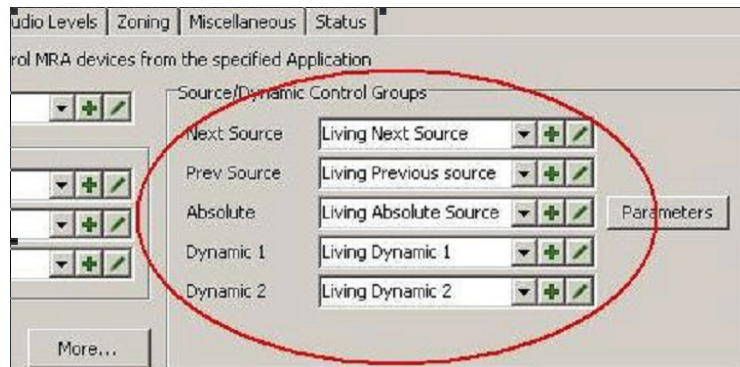 udio Levels Zoning Miscellaneous Status
rol MRA devices from the specified Application
Source/Dynamic Control Groups
Next Source Living Next Source
Prev Source Living Previous source
Absolute Living Absolute Source Parameters
Dynamic 1 Living Dynamic 1
Dynamic 2 Living Dynamic 2
More...